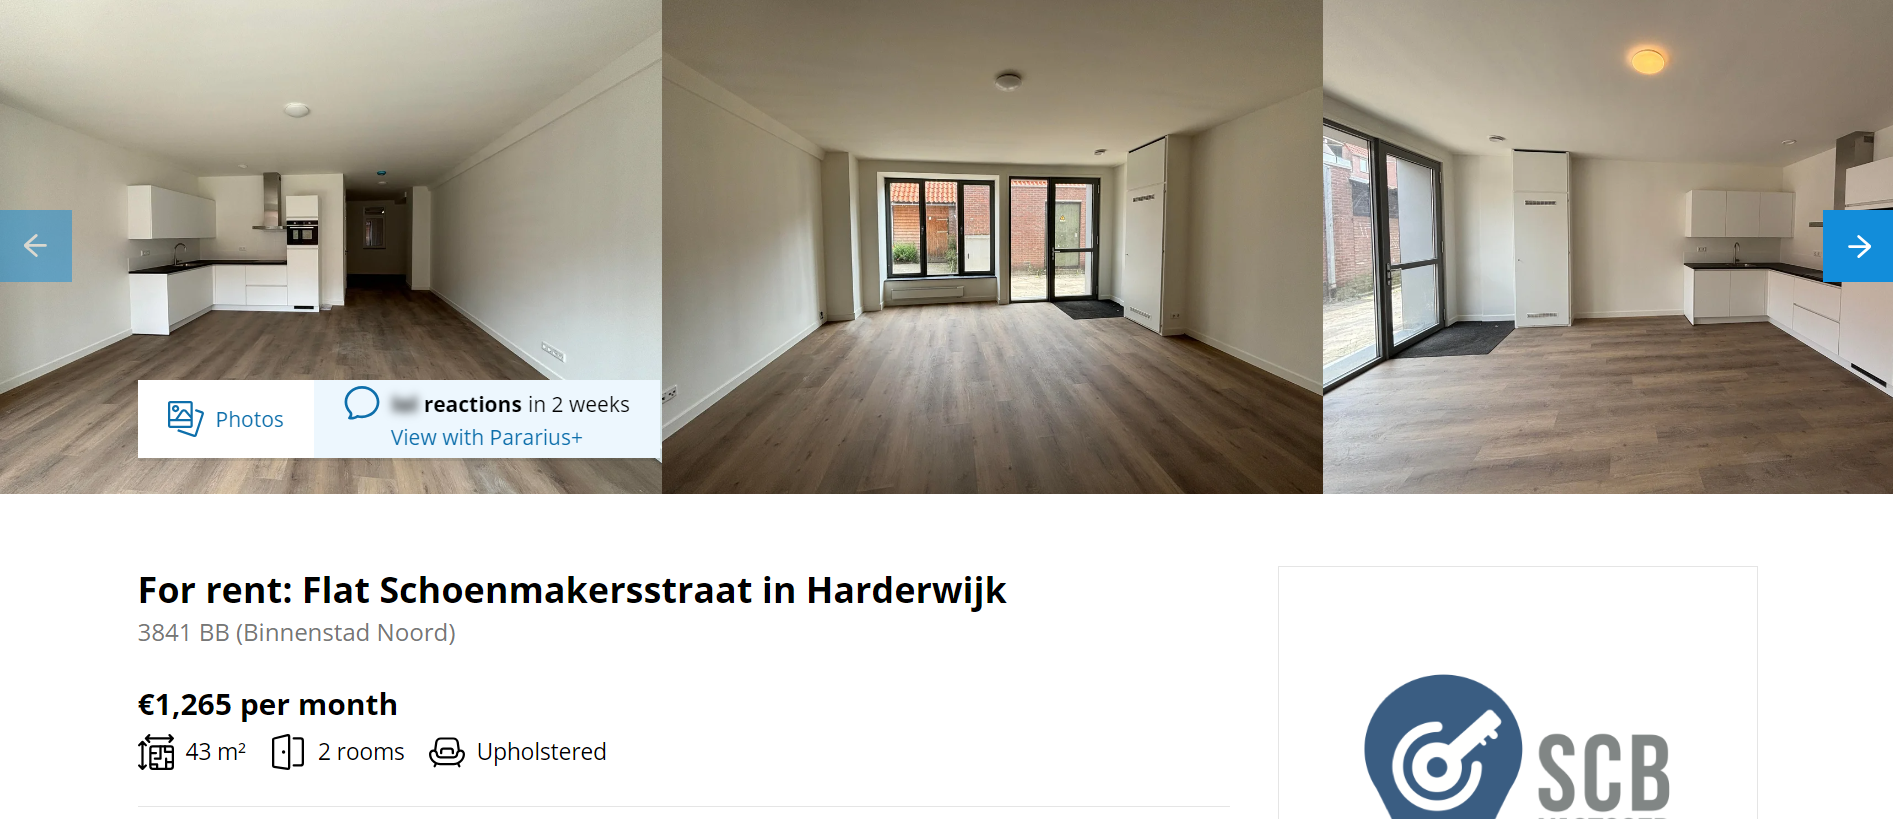 Photos
reactions in 2 weeks
View with Pararius+
For rent: Flat Schoenmakersstraat in Harderwijk
3841 BB (Binnenstad Noord)
€1,265 per month
43 m²
2 rooms
Upholstered
SCB